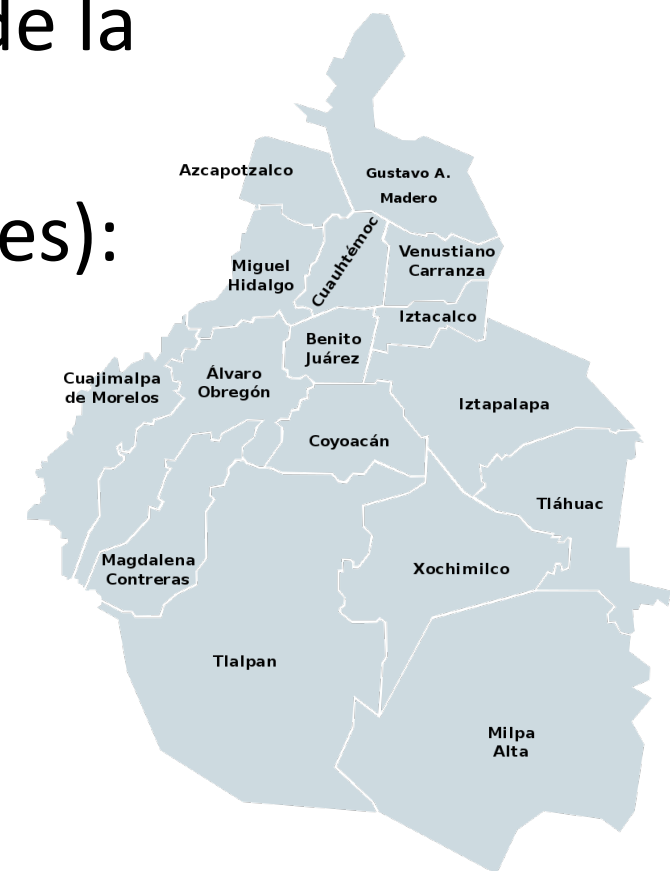 de la
es):
Azcapotzalco
Gustavo A.
Madero
Cuauhtémoc
Venustiano
Carranza
Miguel
Hidalgo
Iztacalco
Benito
Juárez
Cuajimalpa
de Morelos
Álvaro
Obregón
Iztapalapa
Coyoacán
Tláhuac
Magdalena
Contreras
Xochimilco
Tlalpan
Milpa
Alta